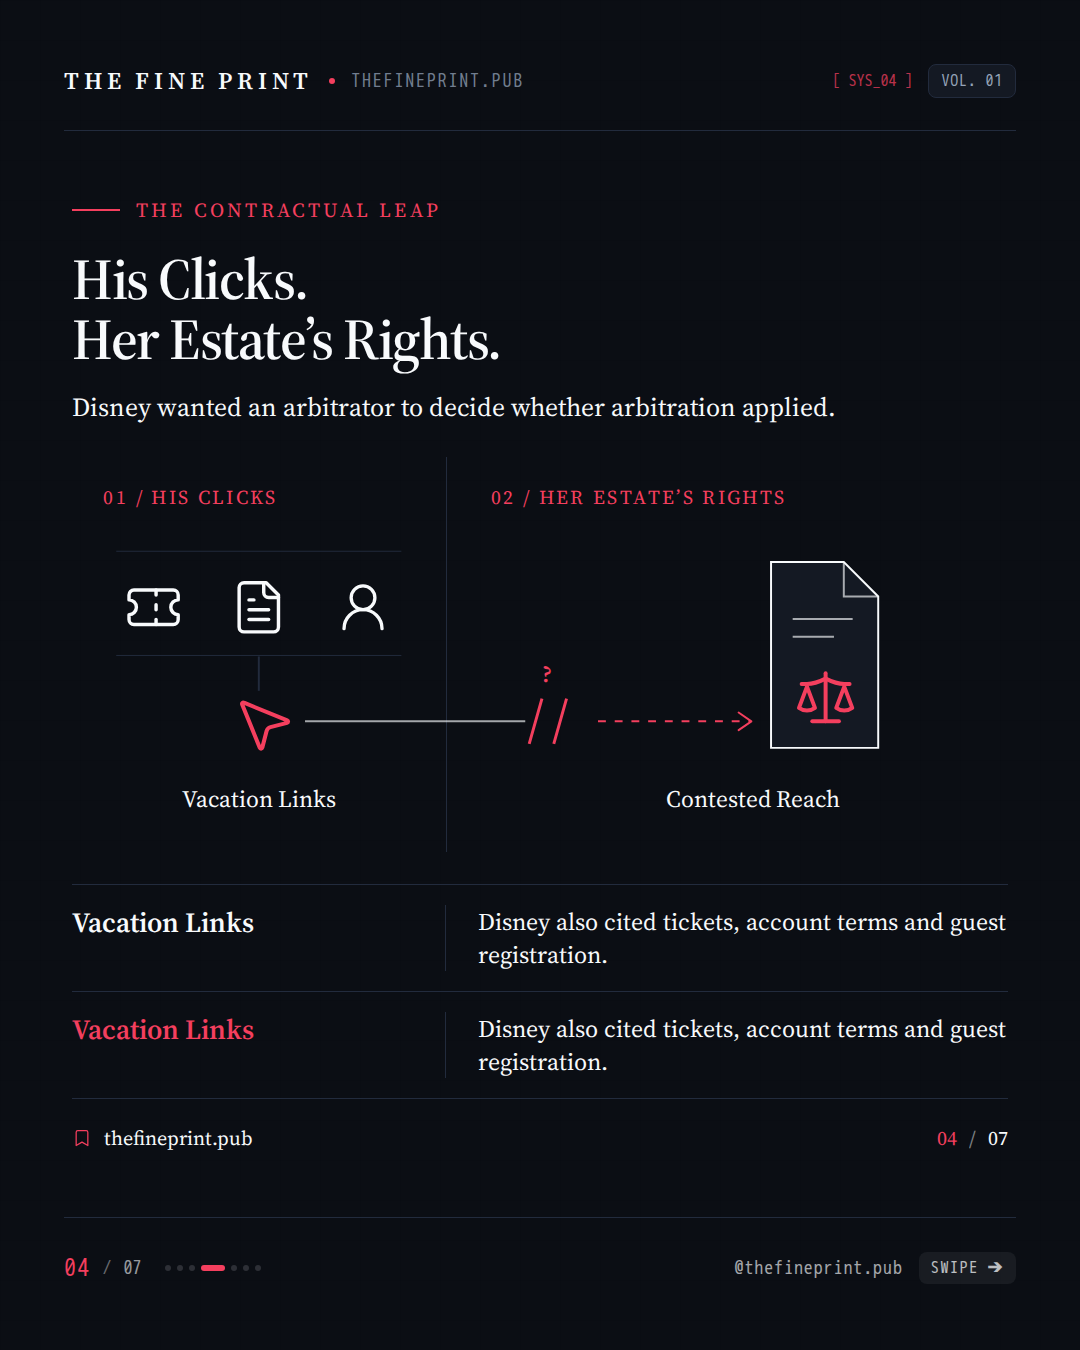 THE FINE PRINT • THEFINEPRINT.PUB
[ SYS_04 ] VOL. 01
THE CONTRACTUAL LEAP
His Clicks.
Her Estate’s Rights.
Disney wanted an arbitrator to decide whether arbitration applied.
01 / HIS CLICKS
02 / HER ESTATE’S RIGHTS
?
Vacation Links
Contested Reach
Vacation Links
Disney also cited tickets, account terms and guest
registration.
Vacation Links
Disney also cited tickets, account terms and guest
registration.
thefineprint.pub
04 / 07
04 / 07
@thefineprint.pub
SWIPE ➔